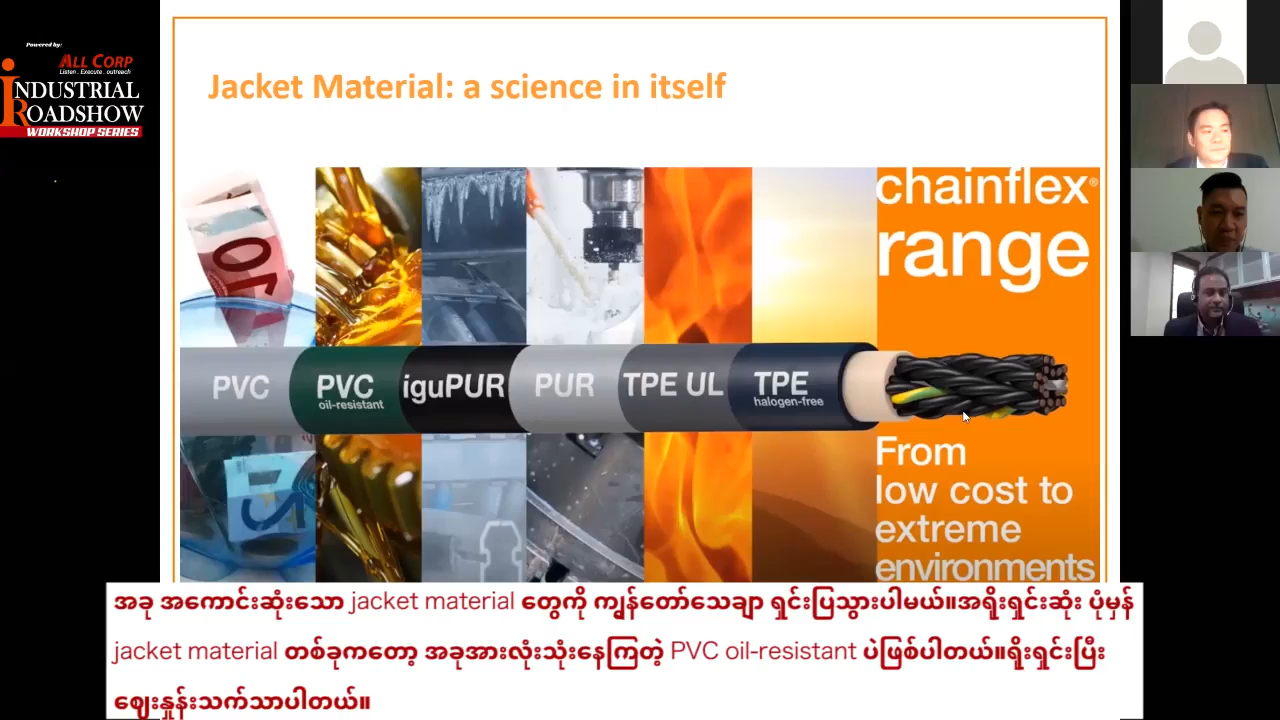 Powered by:
ALL CORP
Listen . Execute . outreach
INDUSTRIAL
ROADSHOW
WORKSHOP SERIES
Jacket Material: a science in itself
chainflex®
range
PVC
PVC
oil-resistant
iguPUR
PUR
TPE UL
TPE
halogen-free
From
low cost to
extreme
environments
အခု အကောင်းဆုံးသော jacket material တွေကို ကျွန်တော်သေချာ ရှင်းပြသွားပါမယ်။အရိုးရှင်းဆုံး ပုံမှန်
jacket material တစ်ခုကတော့ အခုအားလုံးသုံးနေကြတဲ့ PVC oil-resistant ပဲဖြစ်ပါတယ်။ရိုးရှင်းပြီး
ဈေးနှုန်းသက်သာပါတယ်။